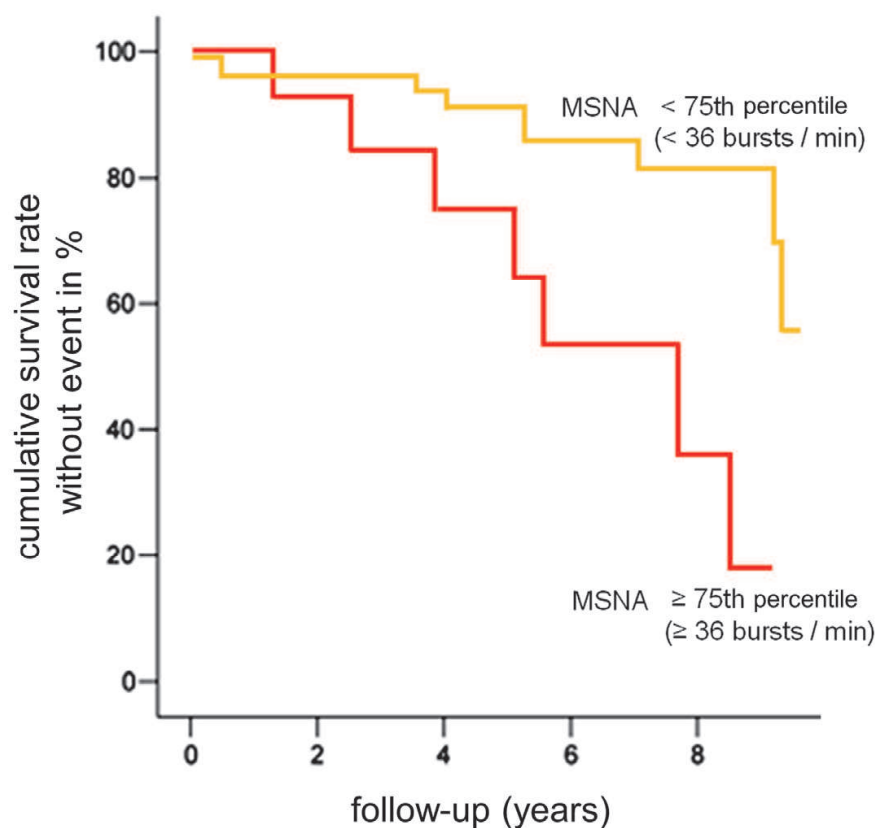 100
80
60
40
20
0
cumulative survival rate
without event in %
MSNA < 75th percentile
(< 36 bursts / min)
MSNA ≥ 75th percentile
(≥ 36 bursts / min)
0 2 4 6 8
follow-up (years)